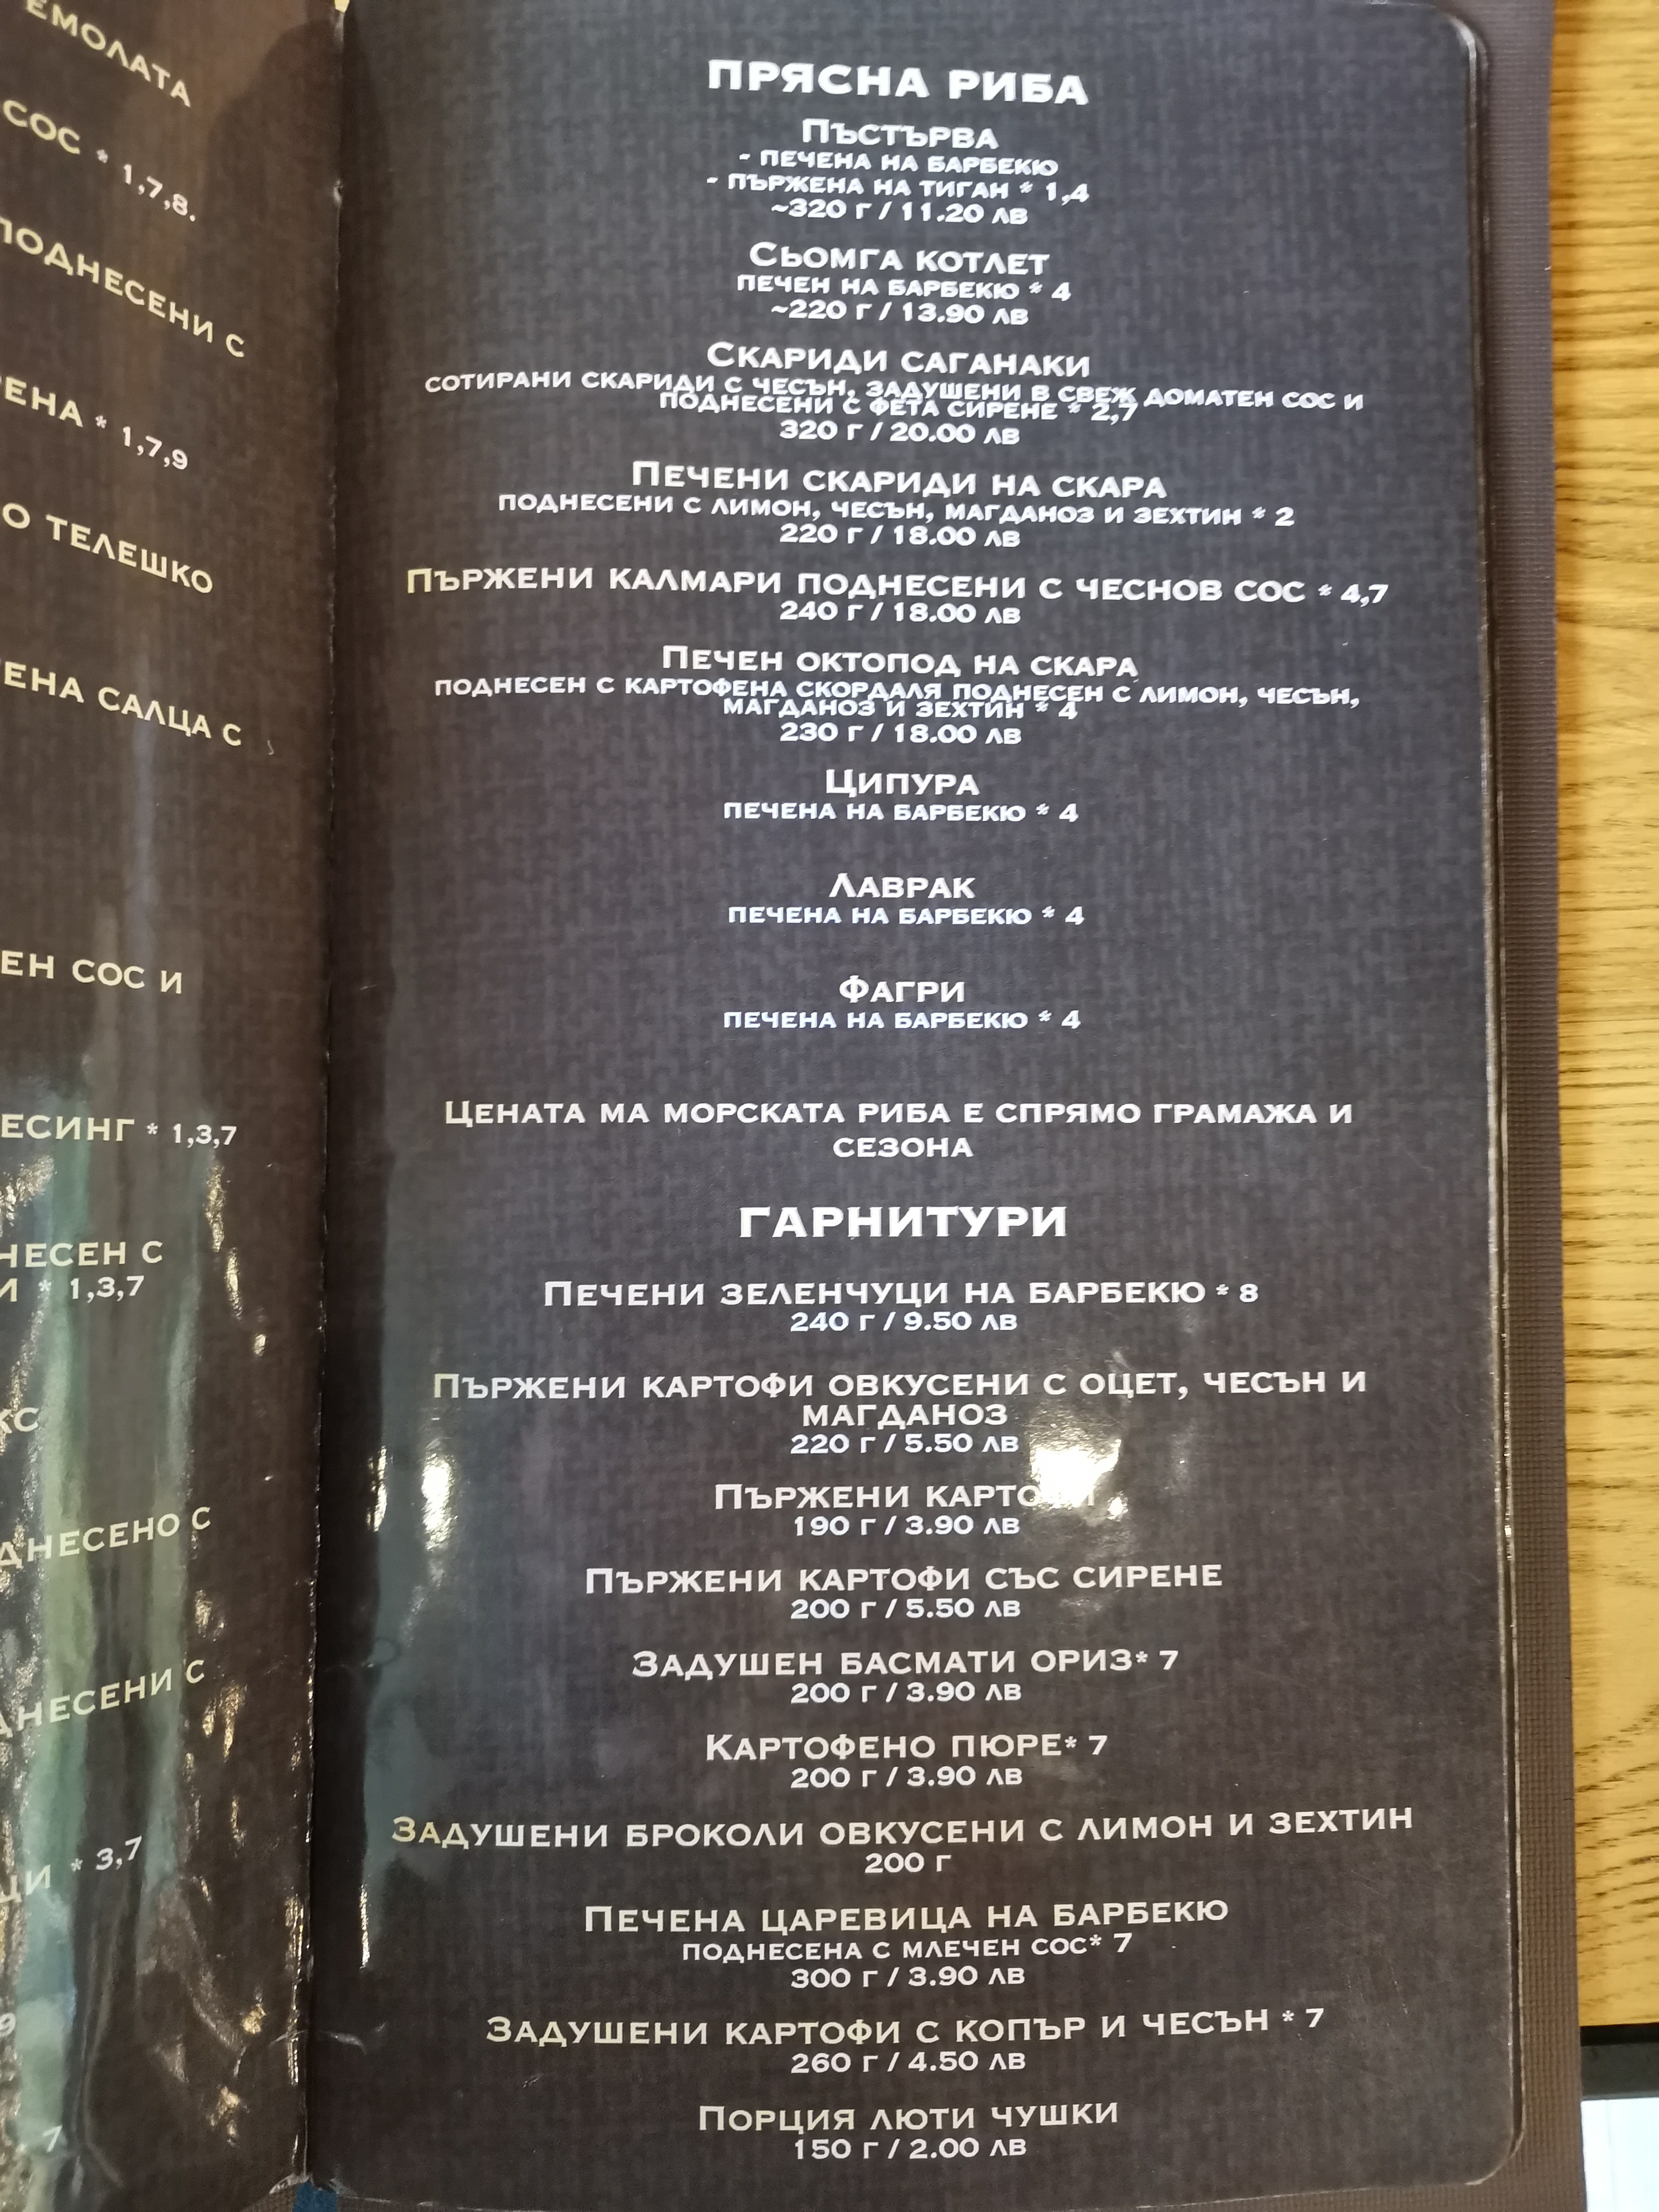 ЕМОЛАТА
СОС * 1,7,8.
ПОДНЕСЕНИ С
РЕНА * 1,7,9
О ТЕЛЕШКО
ЕНА САЛЦА С
ЕН СОС И
ЕСИНГ * 1,3,7
НЕСЕН С
И * 1,3,7
КС
ДНЕСЕНО С
ДНЕСЕНИ С
ЦИ * 3,7
9
7
ПРЯСНА РИБА
ПЪСТЪРВА
- ПЕЧЕНА НА БАРБЕКЮ
- ПЪРЖЕНА НА ТИГАН * 1,4
~320 Г / 11.20 ЛВ
СЬОМГА КОТЛЕТ
ПЕЧЕН НА БАРБЕКЮ * 4
~220 Г / 13.90 ЛВ
СКАРИДИ САГАНАКИ
СОТИРАНИ СКАРИДИ С ЧЕСЪН, ЗАДУШЕНИ В СВЕЖ ДОМАТЕН СОС И
ПОДНЕСЕНИ С ФЕТА СИРЕНЕ * 2,7
320 Г / 20.00 ЛВ
ПЕЧЕНИ СКАРИДИ НА СКАРА
ПОДНЕСЕНИ С ЛИМОН, ЧЕСЪН, МАГДАНОЗ И ЗЕХТИН * 2
220 Г / 18.00 ЛВ
ПЪРЖЕНИ КАЛМАРИ ПОДНЕСЕНИ С ЧЕСНОВ СОС * 4,7
240 Г / 18.00 ЛВ
ПЕЧЕН ОКТОПОД НА СКАРА
ПОДНЕСЕН С КАРТОФЕНА СКОРДАЛЯ ПОДНЕСЕН С ЛИМОН, ЧЕСЪН,
МАГДАНОЗ И ЗЕХТИН * 4
230 Г / 18.00 ЛВ
ЦИПУРА
ПЕЧЕНА НА БАРБЕКЮ * 4
ЛАВРАК
ПЕЧЕНА НА БАРБЕКЮ * 4
ФАГРИ
ПЕЧЕНА НА БАРБЕКЮ * 4
ЦЕНАТА МА МОРСКАТА РИБА Е СПРЯМО ГРАМАЖА И
СЕЗОНА
ГАРНИТУРИ
ПЕЧЕНИ ЗЕЛЕНЧУЦИ НА БАРБЕКЮ * 8
240 Г / 9.50 ЛВ
ПЪРЖЕНИ КАРТОФИ ОВКУСЕНИ С ОЦЕТ, ЧЕСЪН И
МАГДАНОЗ
220 Г / 5.50 ЛВ
ПЪРЖЕНИ КАРТОФИ
190 Г / 3.90 ЛВ
ПЪРЖЕНИ КАРТОФИ СЪС СИРЕНЕ
200 Г / 5.50 ЛВ
ЗАДУШЕН БАСМАТИ ОРИЗ* 7
200 Г / 3.90 ЛВ
КАРТОФЕНО ПЮРЕ* 7
200 Г / 3.90 ЛВ
ЗАДУШЕНИ БРОКОЛИ ОВКУСЕНИ С ЛИМОН И ЗЕХТИН
200 Г
ПЕЧЕНА ЦАРЕВИЦА НА БАРБЕКЮ
ПОДНЕСЕНА С МЛЕЧЕН СОС* 7
300 Г / 3.90 ЛВ
ЗАДУШЕНИ КАРТОФИ С КОПЪР И ЧЕСЪН * 7
260 Г / 4.50 ЛВ
ПОРЦИЯ ЛЮТИ ЧУШКИ
150 Г / 2.00 ЛВ